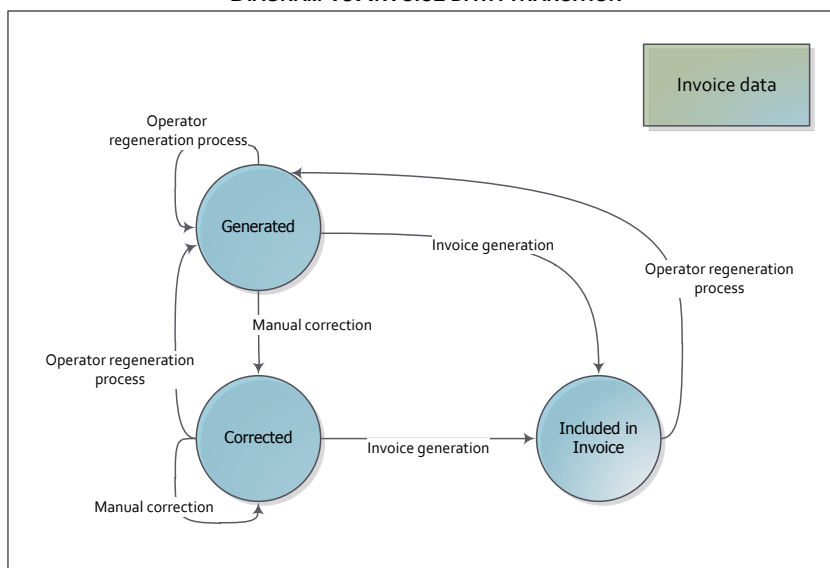 Invoice data
Operator
regeneration process
Generated
Invoice generation
Operator regeneration
process
Manual correction
Operator regeneration
process
Corrected
Invoice generation
Included in
Invoice
Manual correction